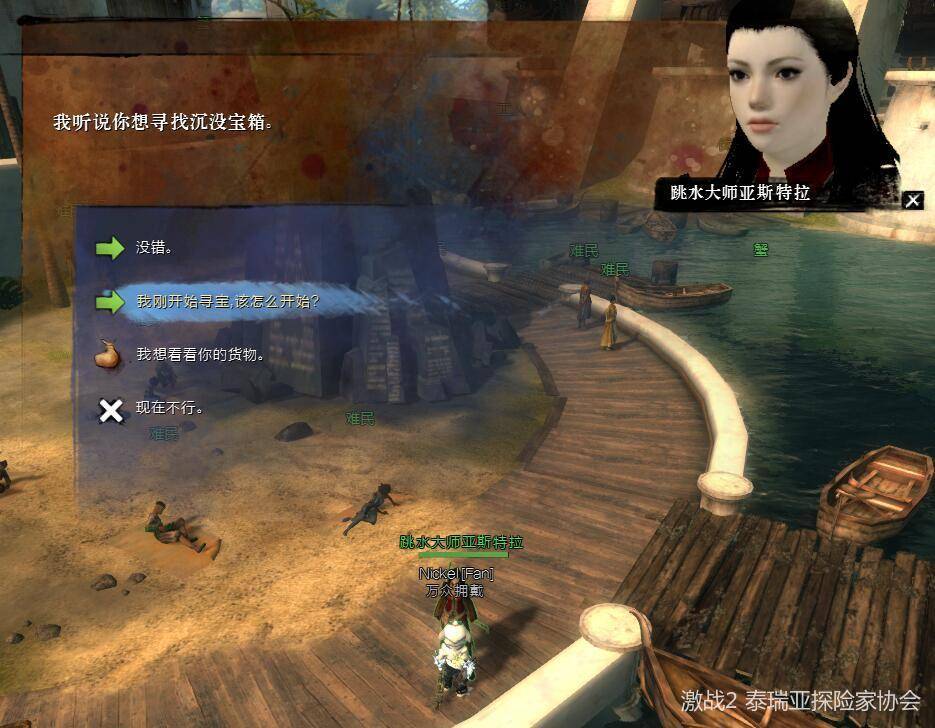 我听说你想寻找沉没宝箱。
跳水大师亚斯特拉
没错。
我刚开始寻宝,该怎么开始?
我想看看你的货物。
现在不行。
难民
难民
蟹
难民
难民
跳水大师亚斯特拉
Nickel [Fan]
万众拥戴
激战2 泰瑞亚探险家协会